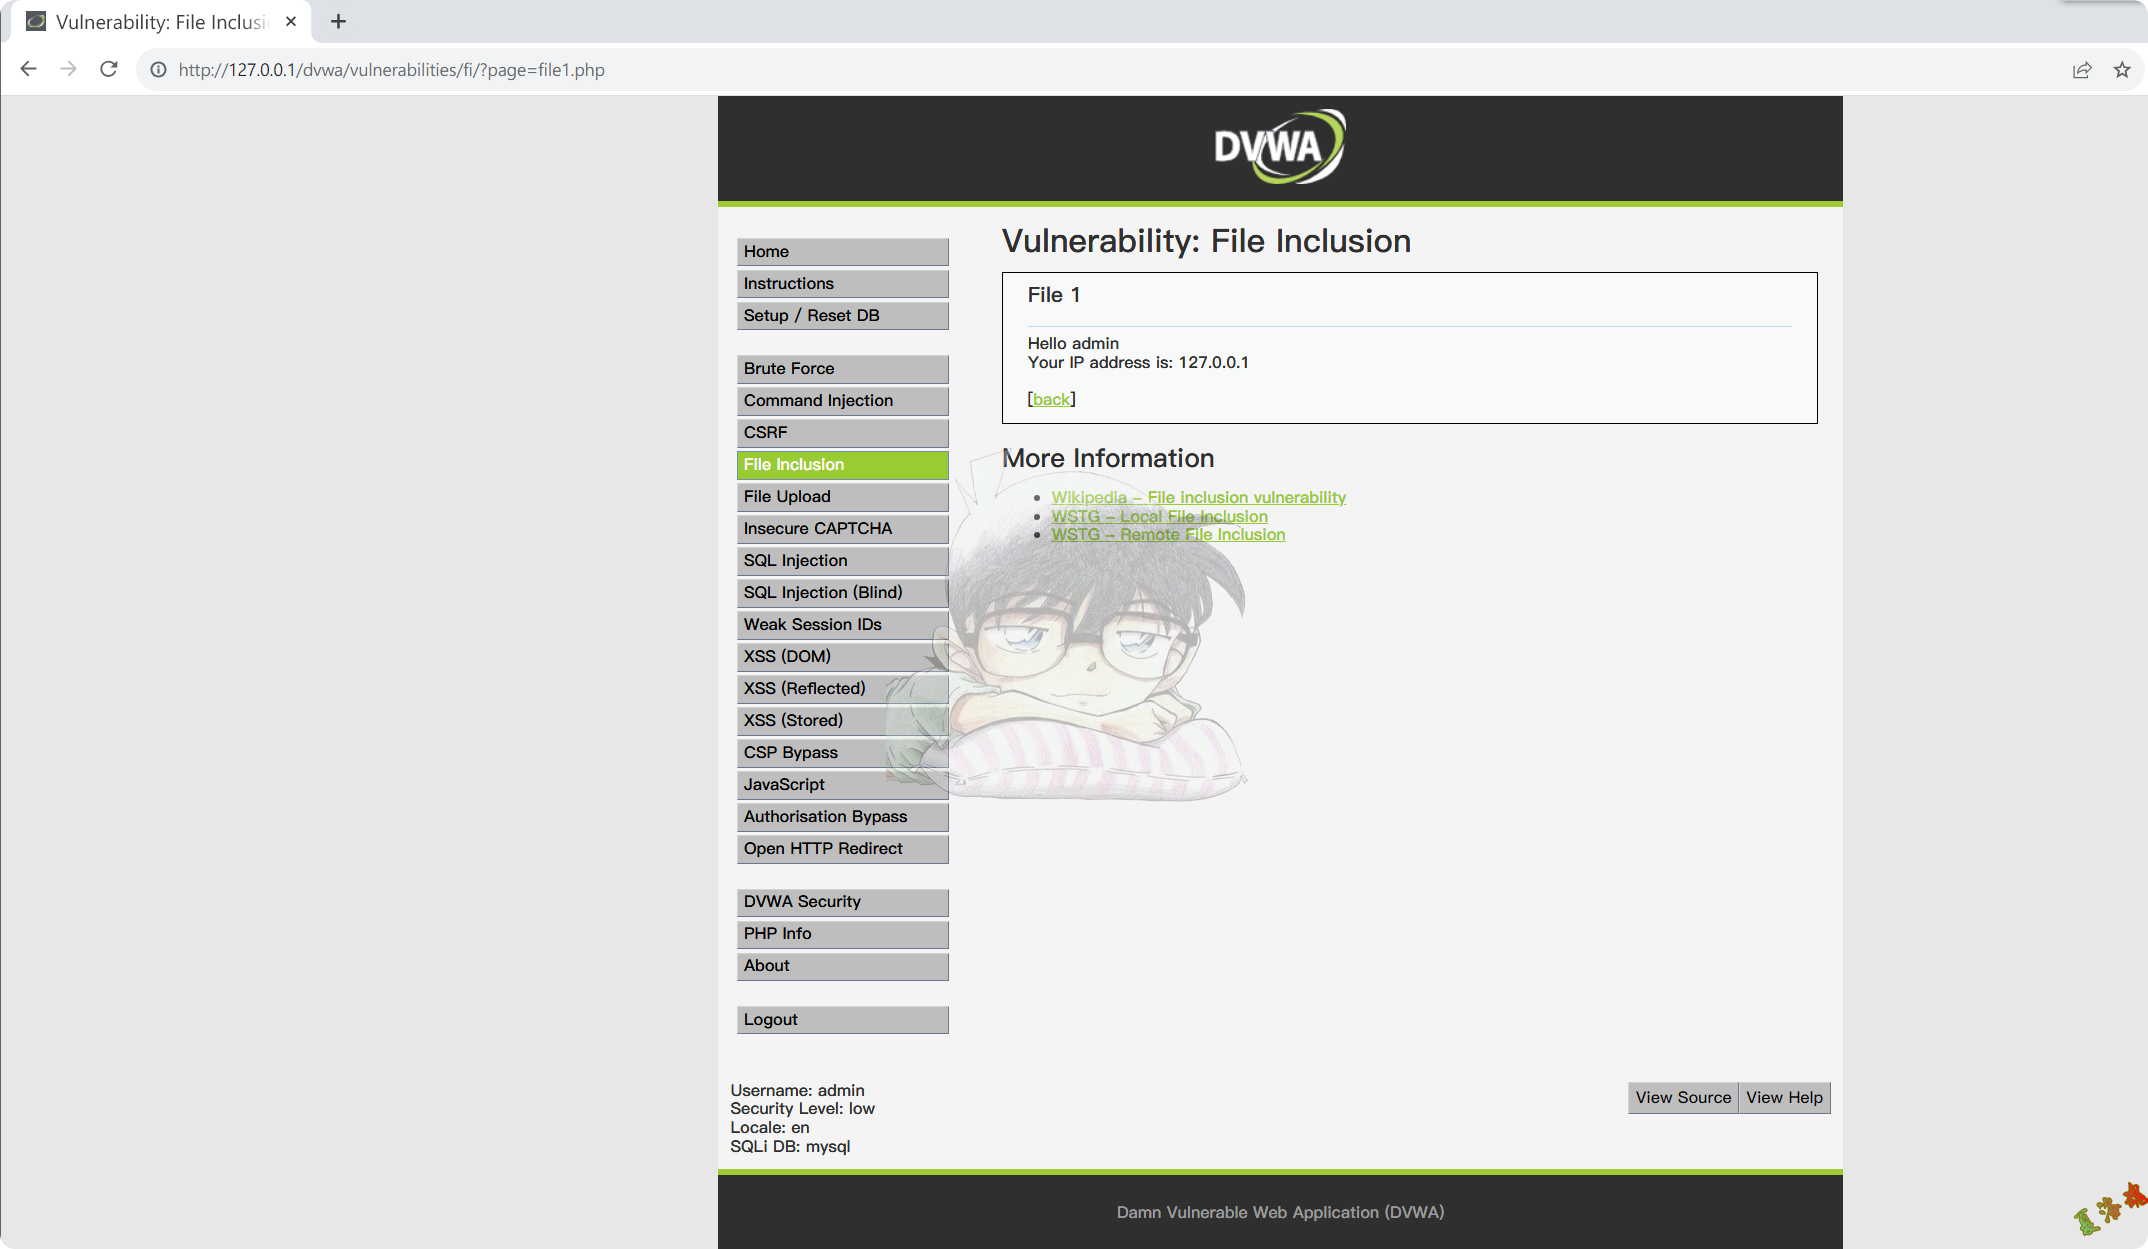 Vulnerability: File Inclusi
http://127.0.0.1/dvwa/vulnerabilities/fi/?page=file1.php
DVWA
Home
Instructions
Setup / Reset DB
Brute Force
Command Injection
CSRF
File Inclusion
File Upload
Insecure CAPTCHA
SQL Injection
SQL Injection (Blind)
Weak Session IDs
XSS (DOM)
XSS (Reflected)
XSS (Stored)
CSP Bypass
JavaScript
Authorisation Bypass
Open HTTP Redirect
DVWA Security
PHP Info
About
Logout
Vulnerability: File Inclusion
File 1
Hello admin
Your IP address is: 127.0.0.1
[back]
More Information
Wikipedia - File inclusion vulnerability
WSTG - Local File Inclusion
WSTG - Remote File Inclusion
Username: admin
Security Level: low
Locale: en
SQLi DB: mysql
View Source View Help
Damn Vulnerable Web Application (DVWA)